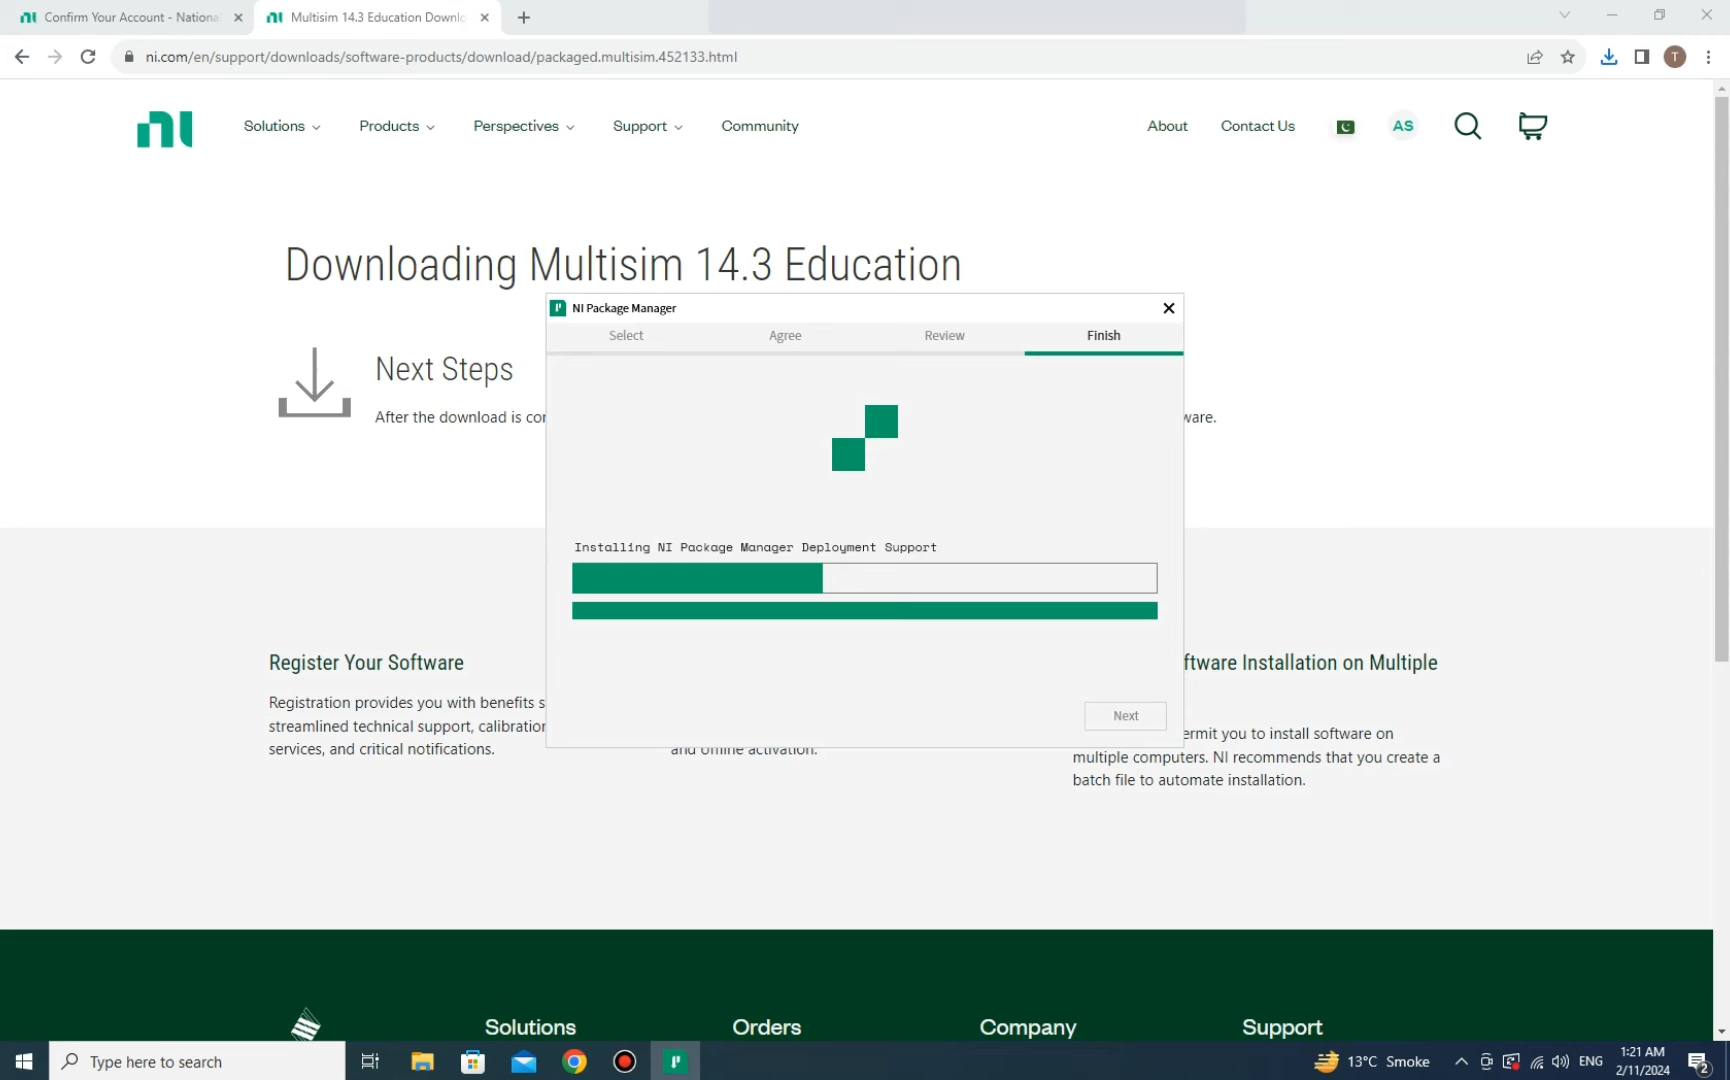 Confirm Your Account - Nationa
Multisim 14.3 Education Downlo
ni.com/en/support/downloads/software-products/download/packaged.multisim.452133.html
T
Solutions
Products
Perspectives
Support
Community
About
Contact Us
AS
Downloading Multisim 14.3 Education
NI Package Manager
Select
Agree
Review
Finish
Next Steps
After the download is
ware.
Installing NI Package Manager Deployment Support
Next
Register Your Software
Registration provides you with benefits s
streamlined technical support, calibration
services, and critical notifications.
and offline activation.
ftware Installation on Multiple
ermit you to install software on
multiple computers. NI recommends that you create a
batch file to automate installation.
Solutions
Orders
Company
Support
Type here to search
13°C Smoke
ENG
1:21 AM
2/11/2024
2